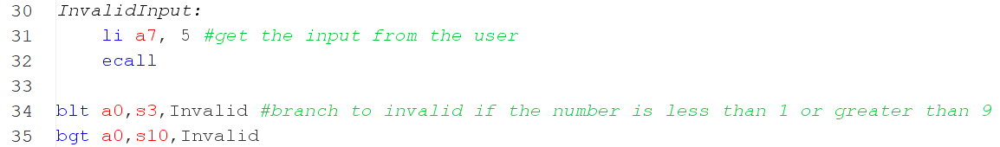 30 InvalidInput:
31     li a7, 5 #get the input from the user
32     ecall
33
34 blt a0,s3,Invalid #branch to invalid if the number is less than 1 or greater than 9
35 bgt a0,s10,Invalid